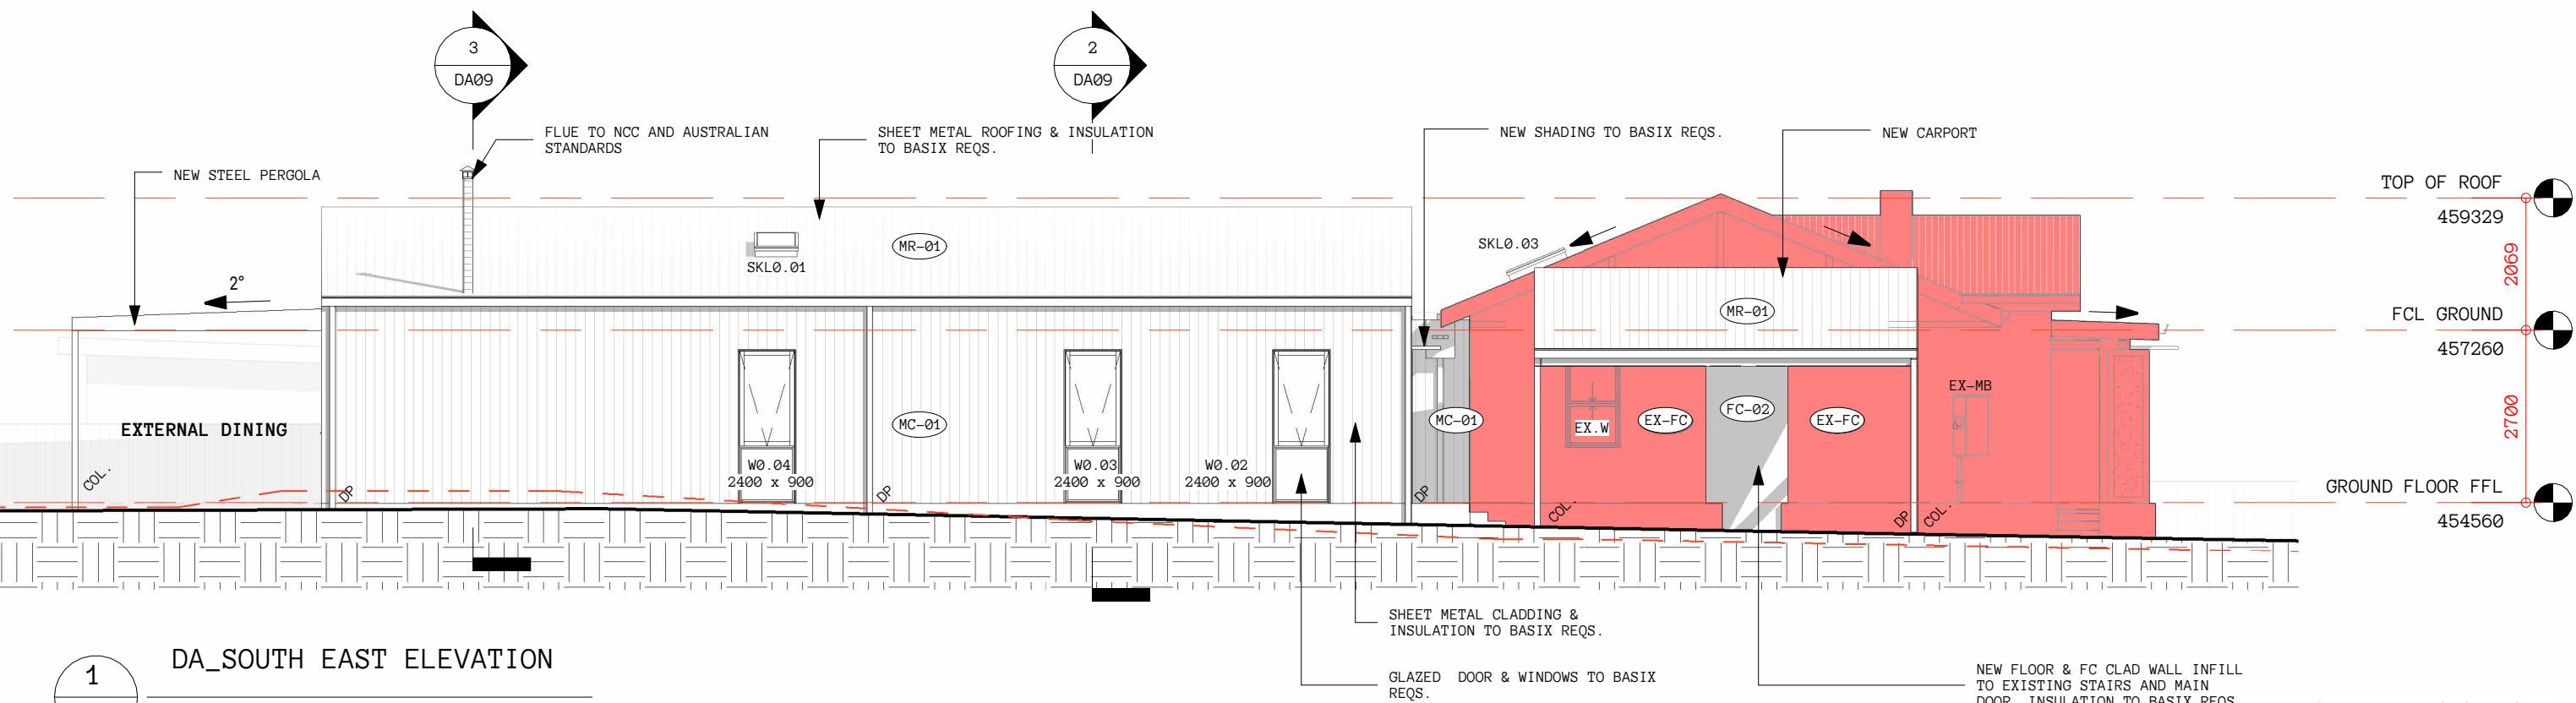 3
DA09
2
DA09
FLUE TO NCC AND AUSTRALIAN
STANDARDS
SHEET METAL ROOFING & INSULATION
TO BASIX REQS.
NEW SHADING TO BASIX REQS.
NEW CARPORT
NEW STEEL PERGOLA
TOP OF ROOF
459329
MR-01
SKL0.01
SKL0.03
2°
2069
MR-01
FCL GROUND
457260
EX-MB
2700
EXTERNAL DINING
MC-01
MC-01
EX.W
EX-FC
FC-02
EX-FC
COL.
DP
W0.04
2400 x 900
DP
W0.03
2400 x 900
W0.02
2400 x 900
DP
COL.
DP
COL.
GROUND FLOOR FFL
454560
SHEET METAL CLADDING &
INSULATION TO BASIX REQS.
GLAZED DOOR & WINDOWS TO BASIX
REQS.
NEW FLOOR & FC CLAD WALL INFILL
TO EXISTING STAIRS AND MAIN
DOOR. INSULATION TO BASIX REQS.
1
DA_SOUTH EAST ELEVATION